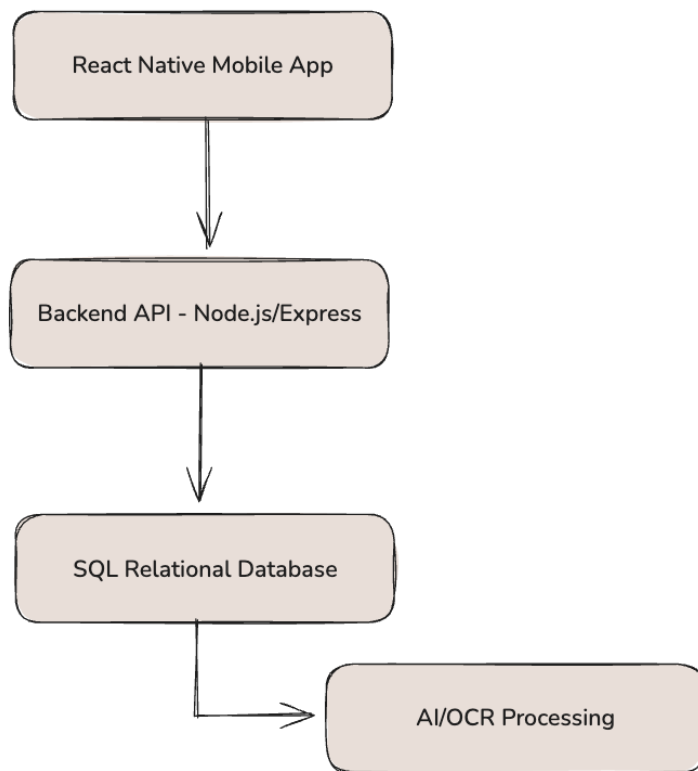 React Native Mobile App
Backend API - Node.js/Express
SQL Relational Database
AI/OCR Processing